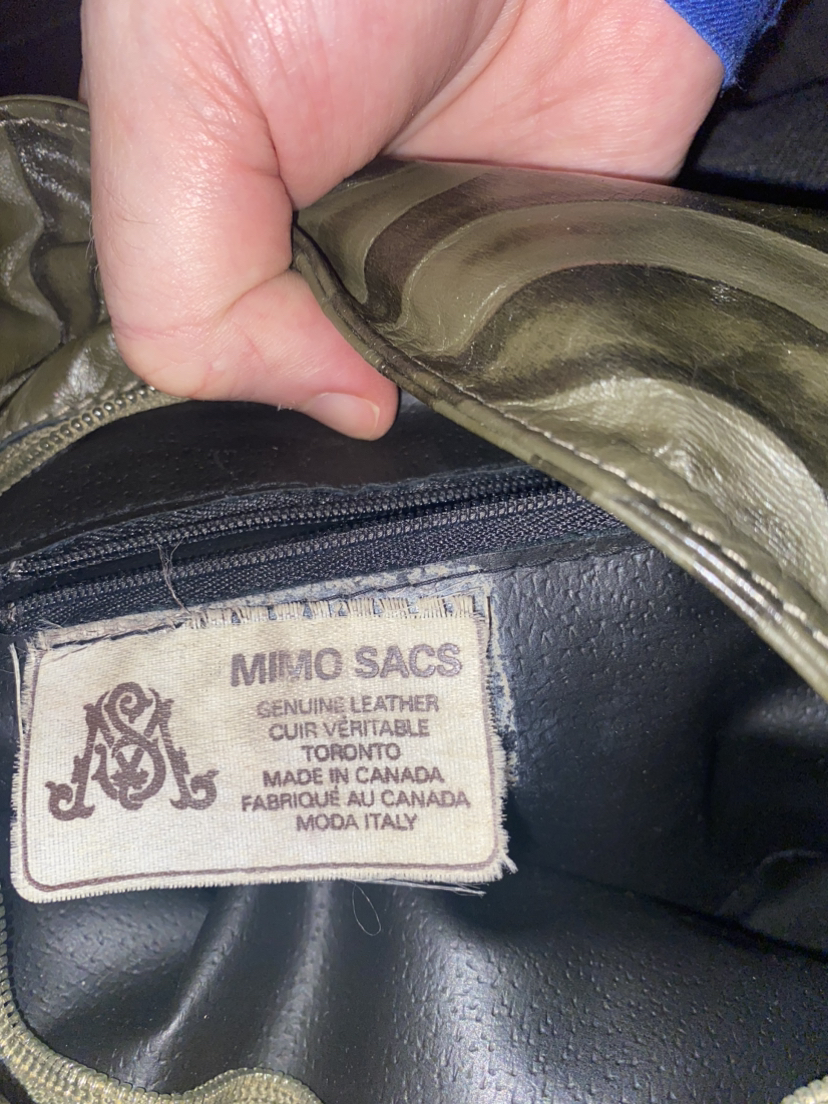 MIMO SACS
GENUINE LEATHER
CUIR VÉRITABLE
TORONTO
MADE IN CANADA
FABRIQUÉ AU CANADA
MODA ITALY